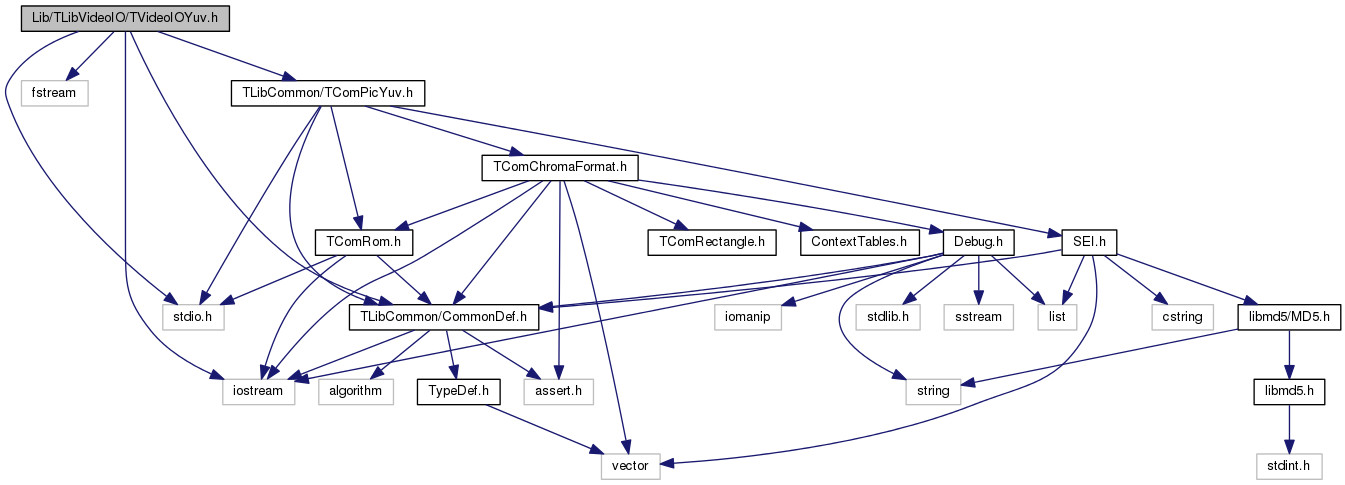 Lib/TLibVideoIO/TVideoIOYuv.h
fstream
TLibCommon/TComPicYuv.h
TComChromaFormat.h
TComRom.h
TComRectangle.h
ContextTables.h
Debug.h
SEI.h
stdio.h
TLibCommon/CommonDef.h
iomanip
stdlib.h
sstream
list
cstring
libmd5/MD5.h
iostream
algorithm
TypeDef.h
assert.h
string
libmd5.h
vector
stdint.h